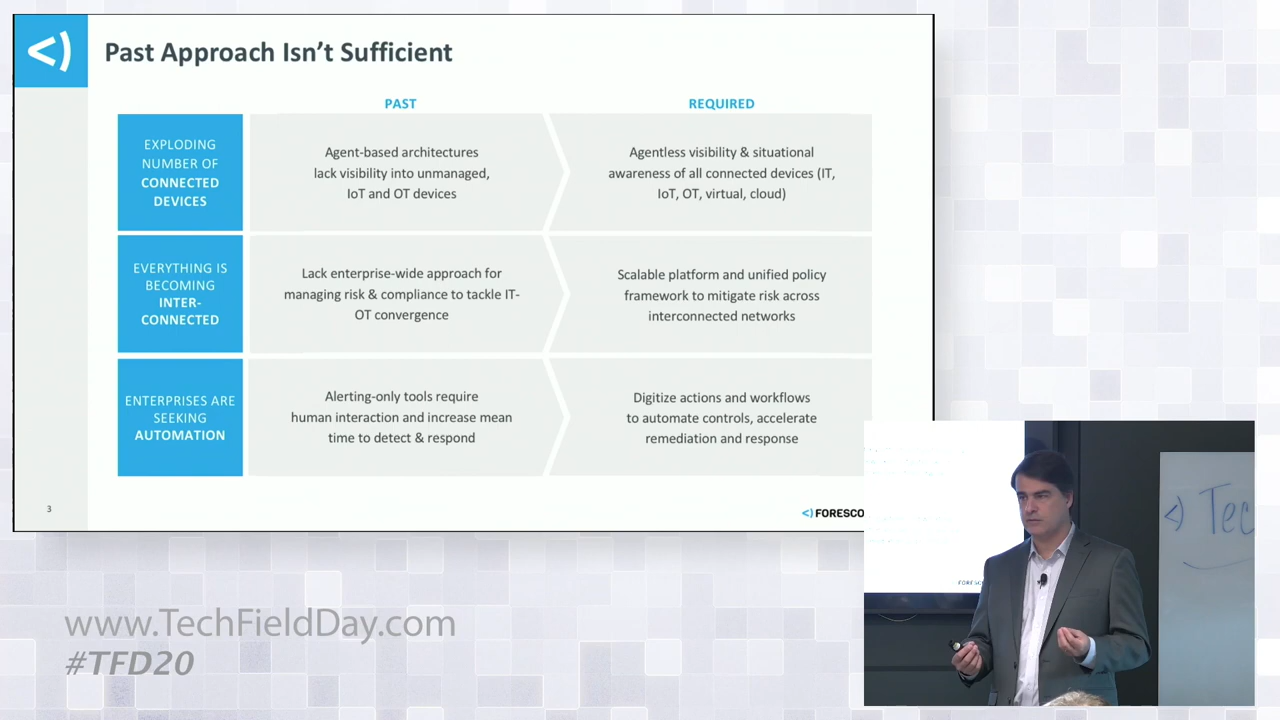 Past Approach Isn't Sufficient
PAST
REQUIRED
EXPLODING
NUMBER OF
CONNECTED
DEVICES
Agent-based architectures
lack visibility into unmanaged,
IoT and OT devices
Agentless visibility & situational
awareness of all connected devices (IT,
IoT, OT, virtual, cloud)
EVERYTHING IS
BECOMING
INTER-
CONNECTED
Lack enterprise-wide approach for
managing risk & compliance to tackle IT-
OT convergence
Scalable platform and unified policy
framework to mitigate risk across
interconnected networks
ENTERPRISES ARE
SEEKING
AUTOMATION
Alerting-only tools require
human interaction and increase mean
time to detect & respond
Digitize actions and workflows
to automate controls, accelerate
remediation and response
3
<) FORESCO
<) Tec
FORESC
www.TechFieldDay.com
#TFD20